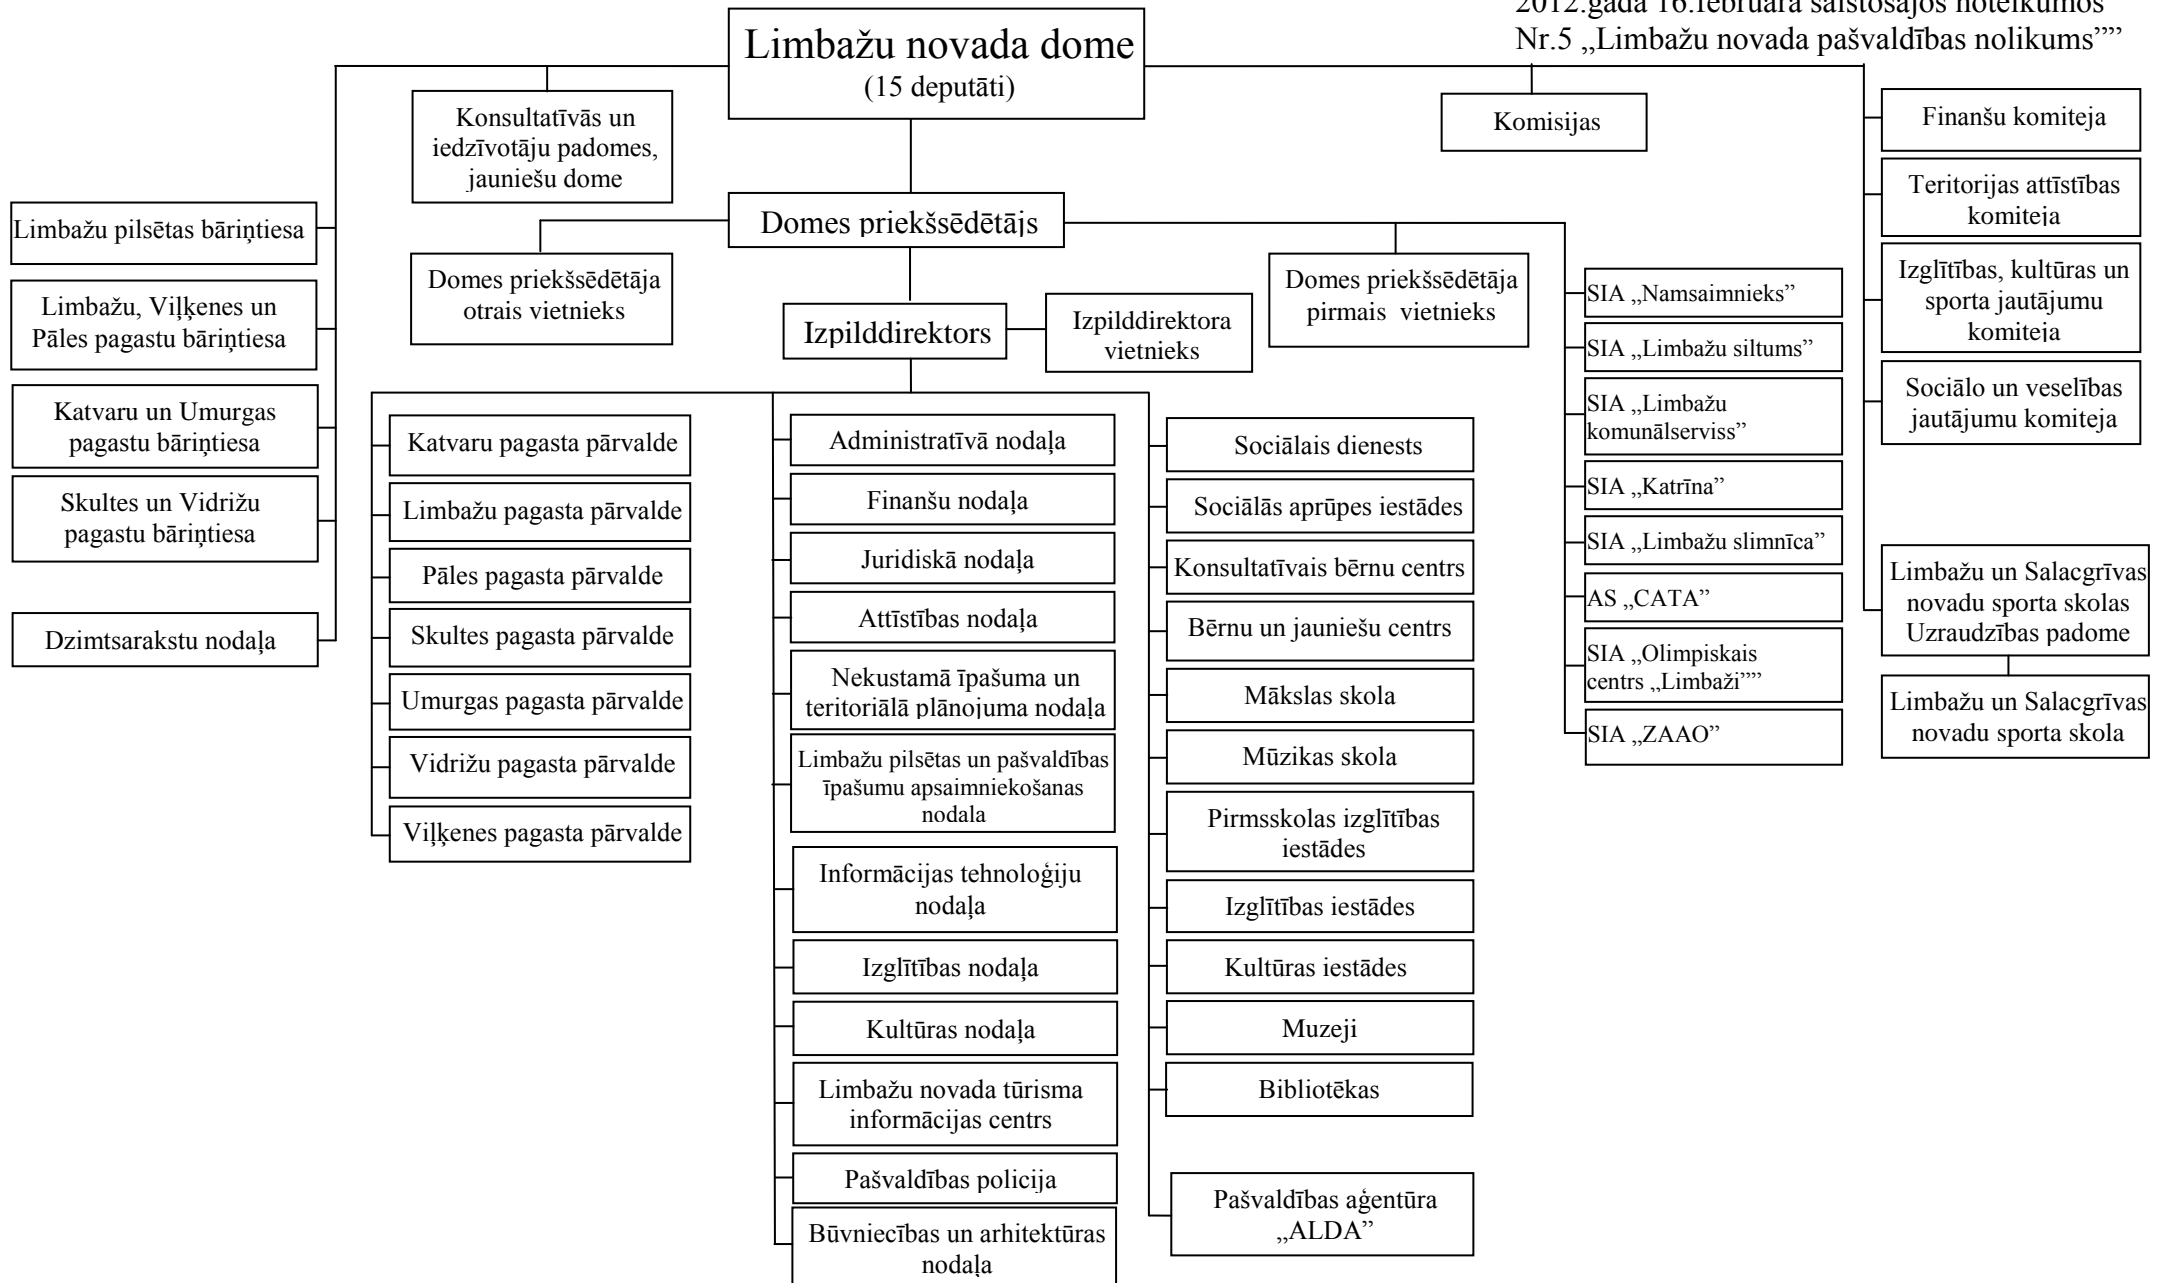 2012.gada 16.februāra saistošajos noteikumos
Nr.5 „Limbažu novada pašvaldības nolikums””
Limbažu novada dome
(15 deputāti)
Konsultatīvās un
iedzīvotāju padomes,
jauniešu dome
Komisijas
Limbažu pilsētas bāriņtiesa
Limbažu, Viļķenes un
Pāles pagastu bāriņtiesa
Katvaru un Umurgas
pagastu bāriņtiesa
Skultes un Vidrižu
pagastu bāriņtiesa
Dzimtsarakstu nodaļa
Domes priekšsēdētājs
Domes priekšsēdētāja
otrais vietnieks
Domes priekšsēdētāja
pirmais vietnieks
Izpilddirektors
Izpilddirektora
vietnieks
Katvaru pagasta pārvalde
Limbažu pagasta pārvalde
Pāles pagasta pārvalde
Skultes pagasta pārvalde
Umurgas pagasta pārvalde
Vidrižu pagasta pārvalde
Viļķenes pagasta pārvalde
Administratīvā nodaļa
Finanšu nodaļa
Juridiskā nodaļa
Attīstības nodaļa
Nekustamā īpašuma un
teritoriālā plānojuma nodaļa
Limbažu pilsētas un pašvaldības
īpašumu apsaimniekošanas
nodala
Informācijas tehnoloģiju
nodaļa
Izglītības nodaļa
Kultūras nodaļa
Limbažu novada tūrisma
informācijas centrs
Pašvaldības policija
Būvniecības un arhitektūras
nodaļa
Sociālais dienests
Sociālās aprūpes iestādes
Konsultatīvais bērnu centrs
Bērnu un jauniešu centrs
Mākslas skola
Mūzikas skola
Pirmsskolas izglītības
iestādes
Izglītības iestādes
Kultūras iestādes
Muzeji
Bibliotēkas
Pašvaldības aģentūra
„ALDA”
SIA „Namsaimnieks”
SIA „Limbažu siltums”
SIA „Limbažu
komunālserviss”
SIA „Katrīna”
SIA „Limbažu slimnīca”
AS „CATA”
SIA „Olimpiskais
centrs „Limbaži””
SIA „ZAAO”
Finanšu komiteja
Teritorijas attīstības
komiteja
Izglītības, kultūras un
sporta jautājumu
komiteja
Sociālo un veselības
jautājumu komiteja
Limbažu un Salacgrīvas
novadu sporta skolas
Uzraudzības padome
Limbažu un Salacgrīvas
novadu sporta skola